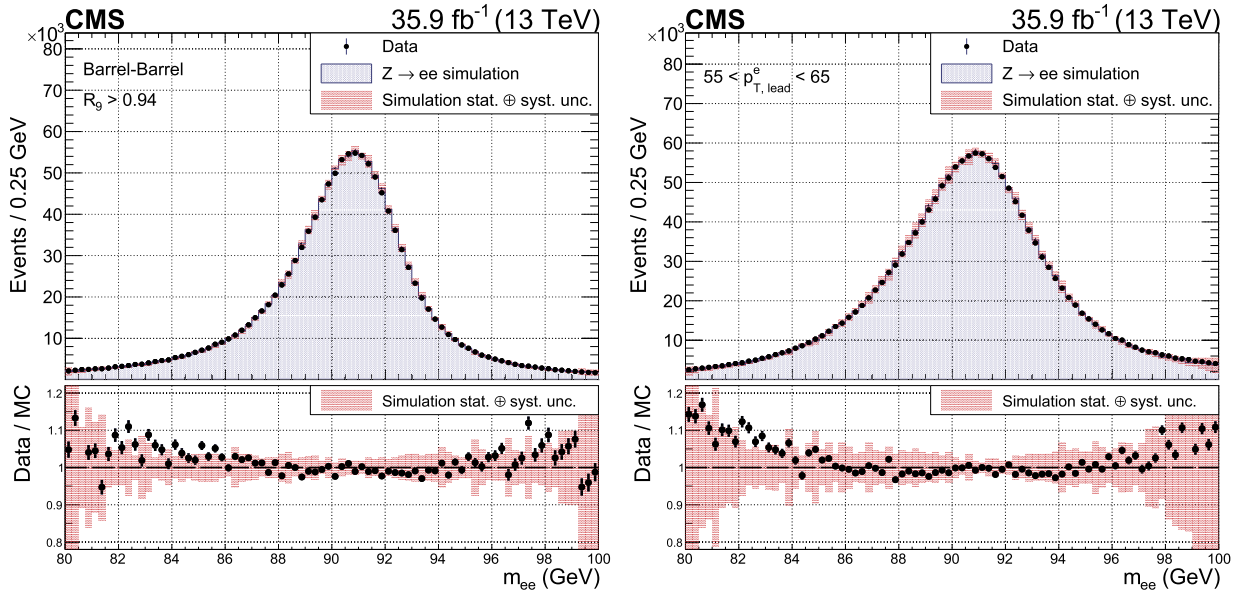 CMS 35.9 fb⁻¹ (13 TeV)
×10³
Events / 0.25 GeV
80
70
60
50
40
30
20
10
Barrel-Barrel
R₉ > 0.94
Data
Z → ee simulation
Simulation stat. ⊕ syst. unc.
Data / MC
1.2
1.1
1
0.9
0.8
Simulation stat. ⊕ syst. unc.
80 82 84 86 88 90 92 94 96 98 100
m_ee (GeV)
CMS 35.9 fb⁻¹ (13 TeV)
×10³
Events / 0.25 GeV
80
70
60
50
40
30
20
10
55 < p^e_T, lead < 65
Data
Z → ee simulation
Simulation stat. ⊕ syst. unc.
Data / MC
1.2
1.1
1
0.9
0.8
Simulation stat. ⊕ syst. unc.
80 82 84 86 88 90 92 94 96 98 100
m_ee (GeV)